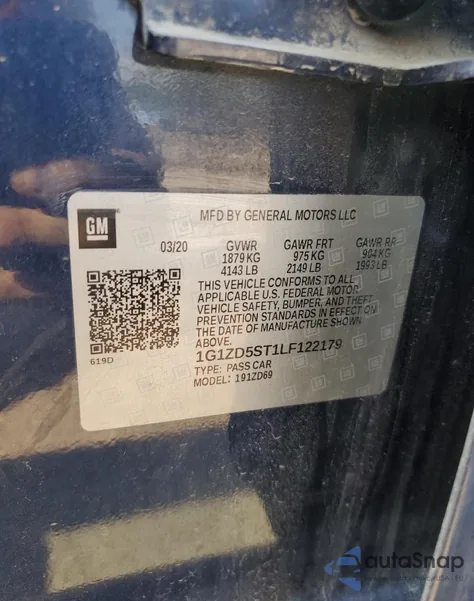 GM
MFD BY GENERAL MOTORS LLC
03/20 GVWR GAWR FRT GAWR RR
1879 KG 975 KG 904 KG
4143 LB 2149 LB 1993 LB
THIS VEHICLE CONFORMS TO ALL
APPLICABLE U.S. FEDERAL MOTOR
VEHICLE SAFETY, BUMPER, AND THEFT
PREVENTION STANDARDS IN EFFECT ON
THE DATE OF MANUFACTURE SHOWN
ABOVE.
619D
1G1ZD5ST1LF122179
TYPE: PASS CAR
MODEL: 191ZD69
autaSnap